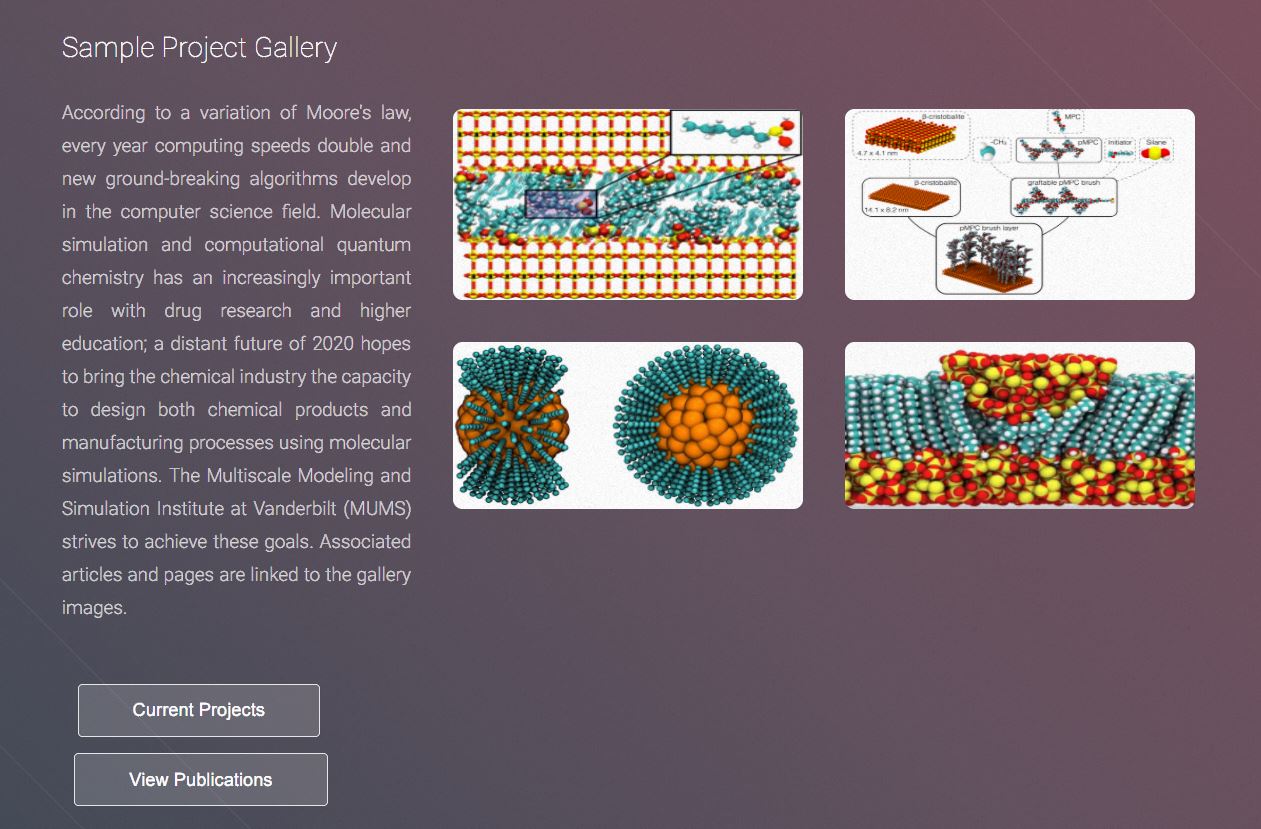 Sample Project Gallery
According to a variation of Moore's law,
every year computing speeds double and
new ground-breaking algorithms develop
in the computer science field. Molecular
simulation and computational quantum
chemistry has an increasingly important
role with drug research and higher
education; a distant future of 2020 hopes
to bring the chemical industry the capacity
to design both chemical products and
manufacturing processes using molecular
simulations. The Multiscale Modeling and
Simulation Institute at Vanderbilt (MUMS)
strives to achieve these goals. Associated
articles and pages are linked to the gallery
images.
Current Projects
View Publications
β-cristobalite
4.7 x 4.1 nm
MPC
-CH₃
pMPC
Initiator
Silane
β-cristobalite
14.1 x 8.2 nm
graftable pMPC brush
pMPC brush layer